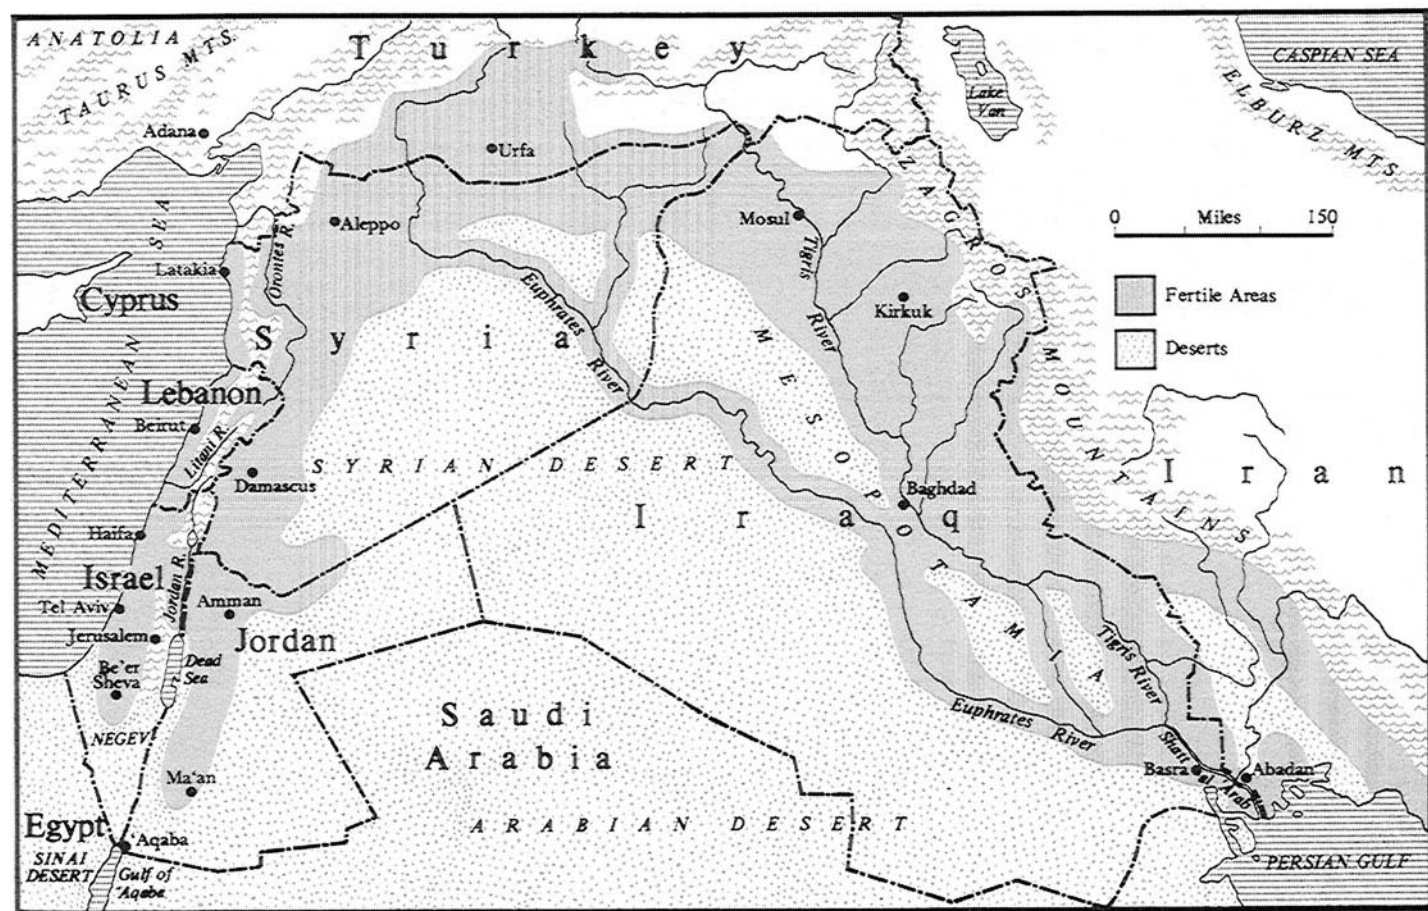 ANATOLIA
TAURUS MTS.
Turkey
CASPIAN SEA
ELBURZ MTS
Lake
Van
Adana
Urfa
Aleppo
Mosul
ZAGROS MOUNTAINS
0 Miles 150
Fertile Areas
Deserts
Orontes R.
Latakia
Cyprus
MEDITERRANEAN SEA
Syria
Euphrates River
Tigris River
Kirkuk
MESOPOTAMIA
Lebanon
Beirut
Litani R.
Damascus
SYRIAN DESERT
Iraq
Baghdad
Iran
Haifa
Israel
Jordan R.
Tel Aviv
Amman
Jerusalem
Jordan
Be'er
Sheva
Dead
Sea
NEGEV
Ma'an
Saudi
Arabia
Euphrates River
Tigris River
Shatt al 'Arab
Basra
Abadan
Egypt
'Aqaba
SINAI
DESERT
Gulf of
'Aqaba
ARABIAN DESERT
PERSIAN GULF